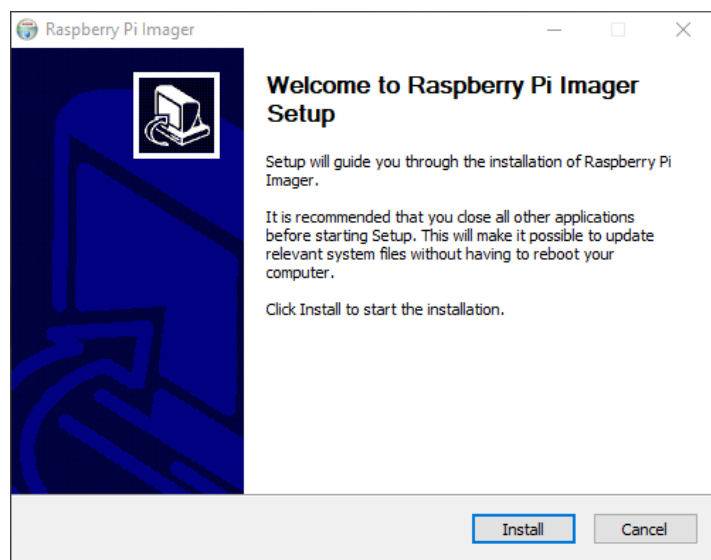 Raspberry Pi Imager
Welcome to Raspberry Pi Imager
Setup
Setup will guide you through the installation of Raspberry Pi
Imager.
It is recommended that you close all other applications
before starting Setup. This will make it possible to update
relevant system files without having to reboot your
computer.
Click Install to start the installation.
Install
Cancel